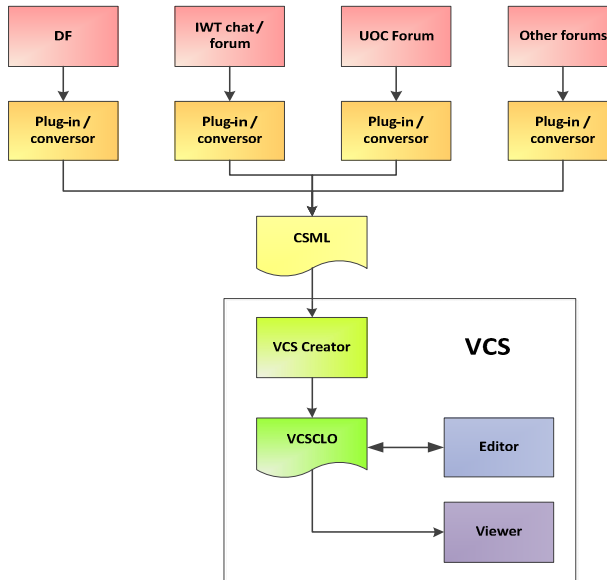 DF
IWT chat /
forum
UOC Forum
Other forums
Plug-in /
conversor
Plug-in /
conversor
Plug-in /
conversor
Plug-in /
conversor
CSML
VCS Creator
VCS
VCSCLO
Editor
Viewer